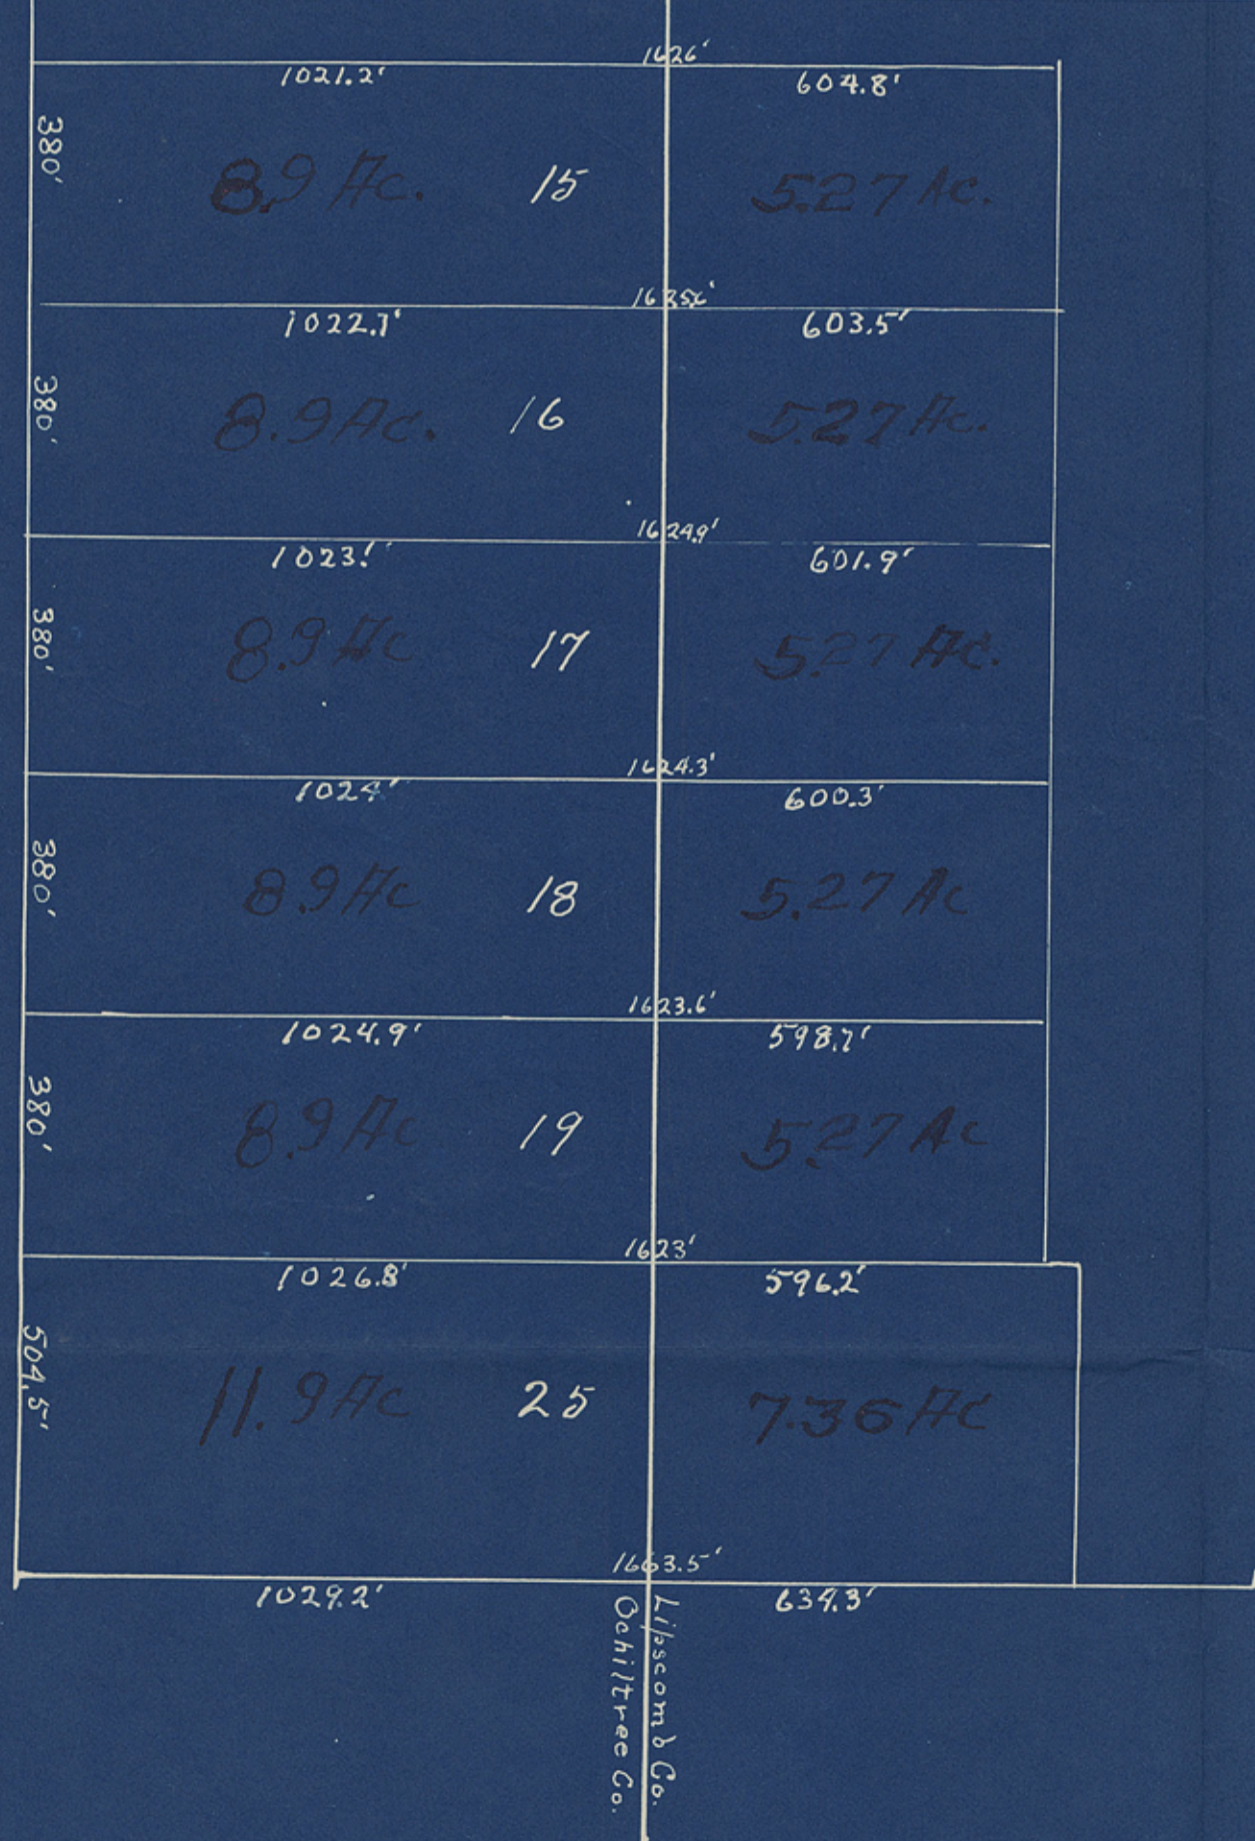 1626'
1021.2' 604.8'
380'
8.9 Ac. 15 5.27 Ac.
1022.1' 603.5'
380'
8.9 Ac. 16 5.27 Ac.
1624.9'
1023.' 601.9'
380'
8.9 Ac 17 5.27 Ac.
1624.3'
1024' 600.3'
380'
8.9 Ac 18 5.27 Ac
1623.6'
1024.9' 598.7'
380'
8.9 Ac 19 5.27 Ac
1623'
1026.8' 596.2'
504.5'
11.9 Ac 25 7.36 Ac
1663.5'
1029.2' 634.3'
Lipscomb Co.
Ochiltree Co.